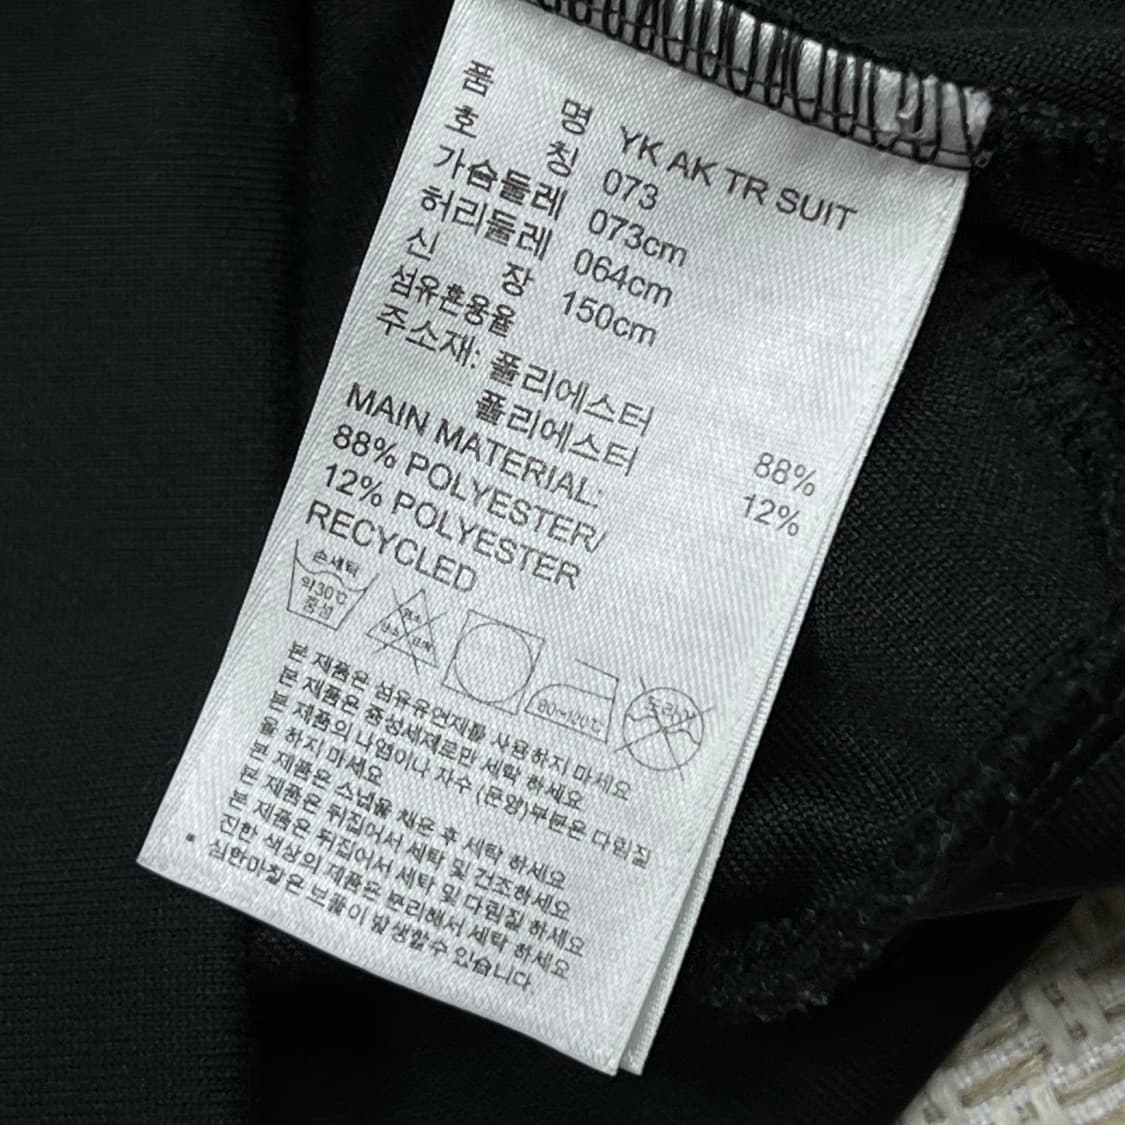 품 명 YK AK TR SUIT
호 칭 073
가슴둘레 073cm
허리둘레 064cm
신 장 150cm
섬유혼용율
주소재: 폴리에스터 88%
폴리에스터 12%
MAIN MATERIAL:
88% POLYESTER/
12% POLYESTER
RECYCLED
손세탁
약30℃
중성
80~120℃
드라이
본 제품은 섬유유연제를 사용하지 마세요
본 제품은 중성세제로만 세탁 하세요
본 제품의 나염이나 자수 (문양)부분은 다림질
을 하지 마세요
본 제품은 스냅을 채운 후 세탁 하세요
본 제품은 뒤집어서 세탁 및 건조하세요
본 제품은 뒤집어서 세탁 및 다림질 하세요
진한 색상의 제품은 분리해서 세탁 하세요
* 심한마찰은 보풀이 발생할수 있습니다.